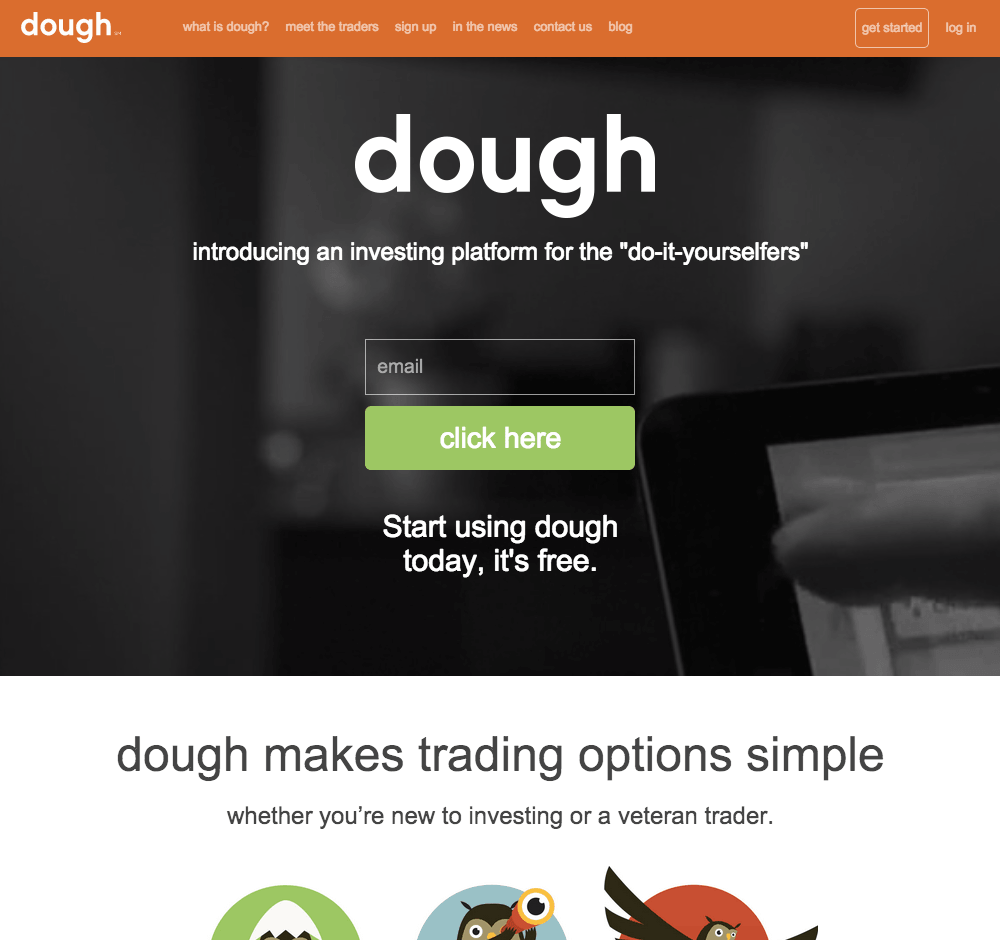 dough SM what is dough? meet the traders sign up in the news contact us blog get started log in
dough
introducing an investing platform for the "do-it-yourselfers"
email
click here
Start using dough
today, it's free.
dough makes trading options simple
whether you’re new to investing or a veteran trader.